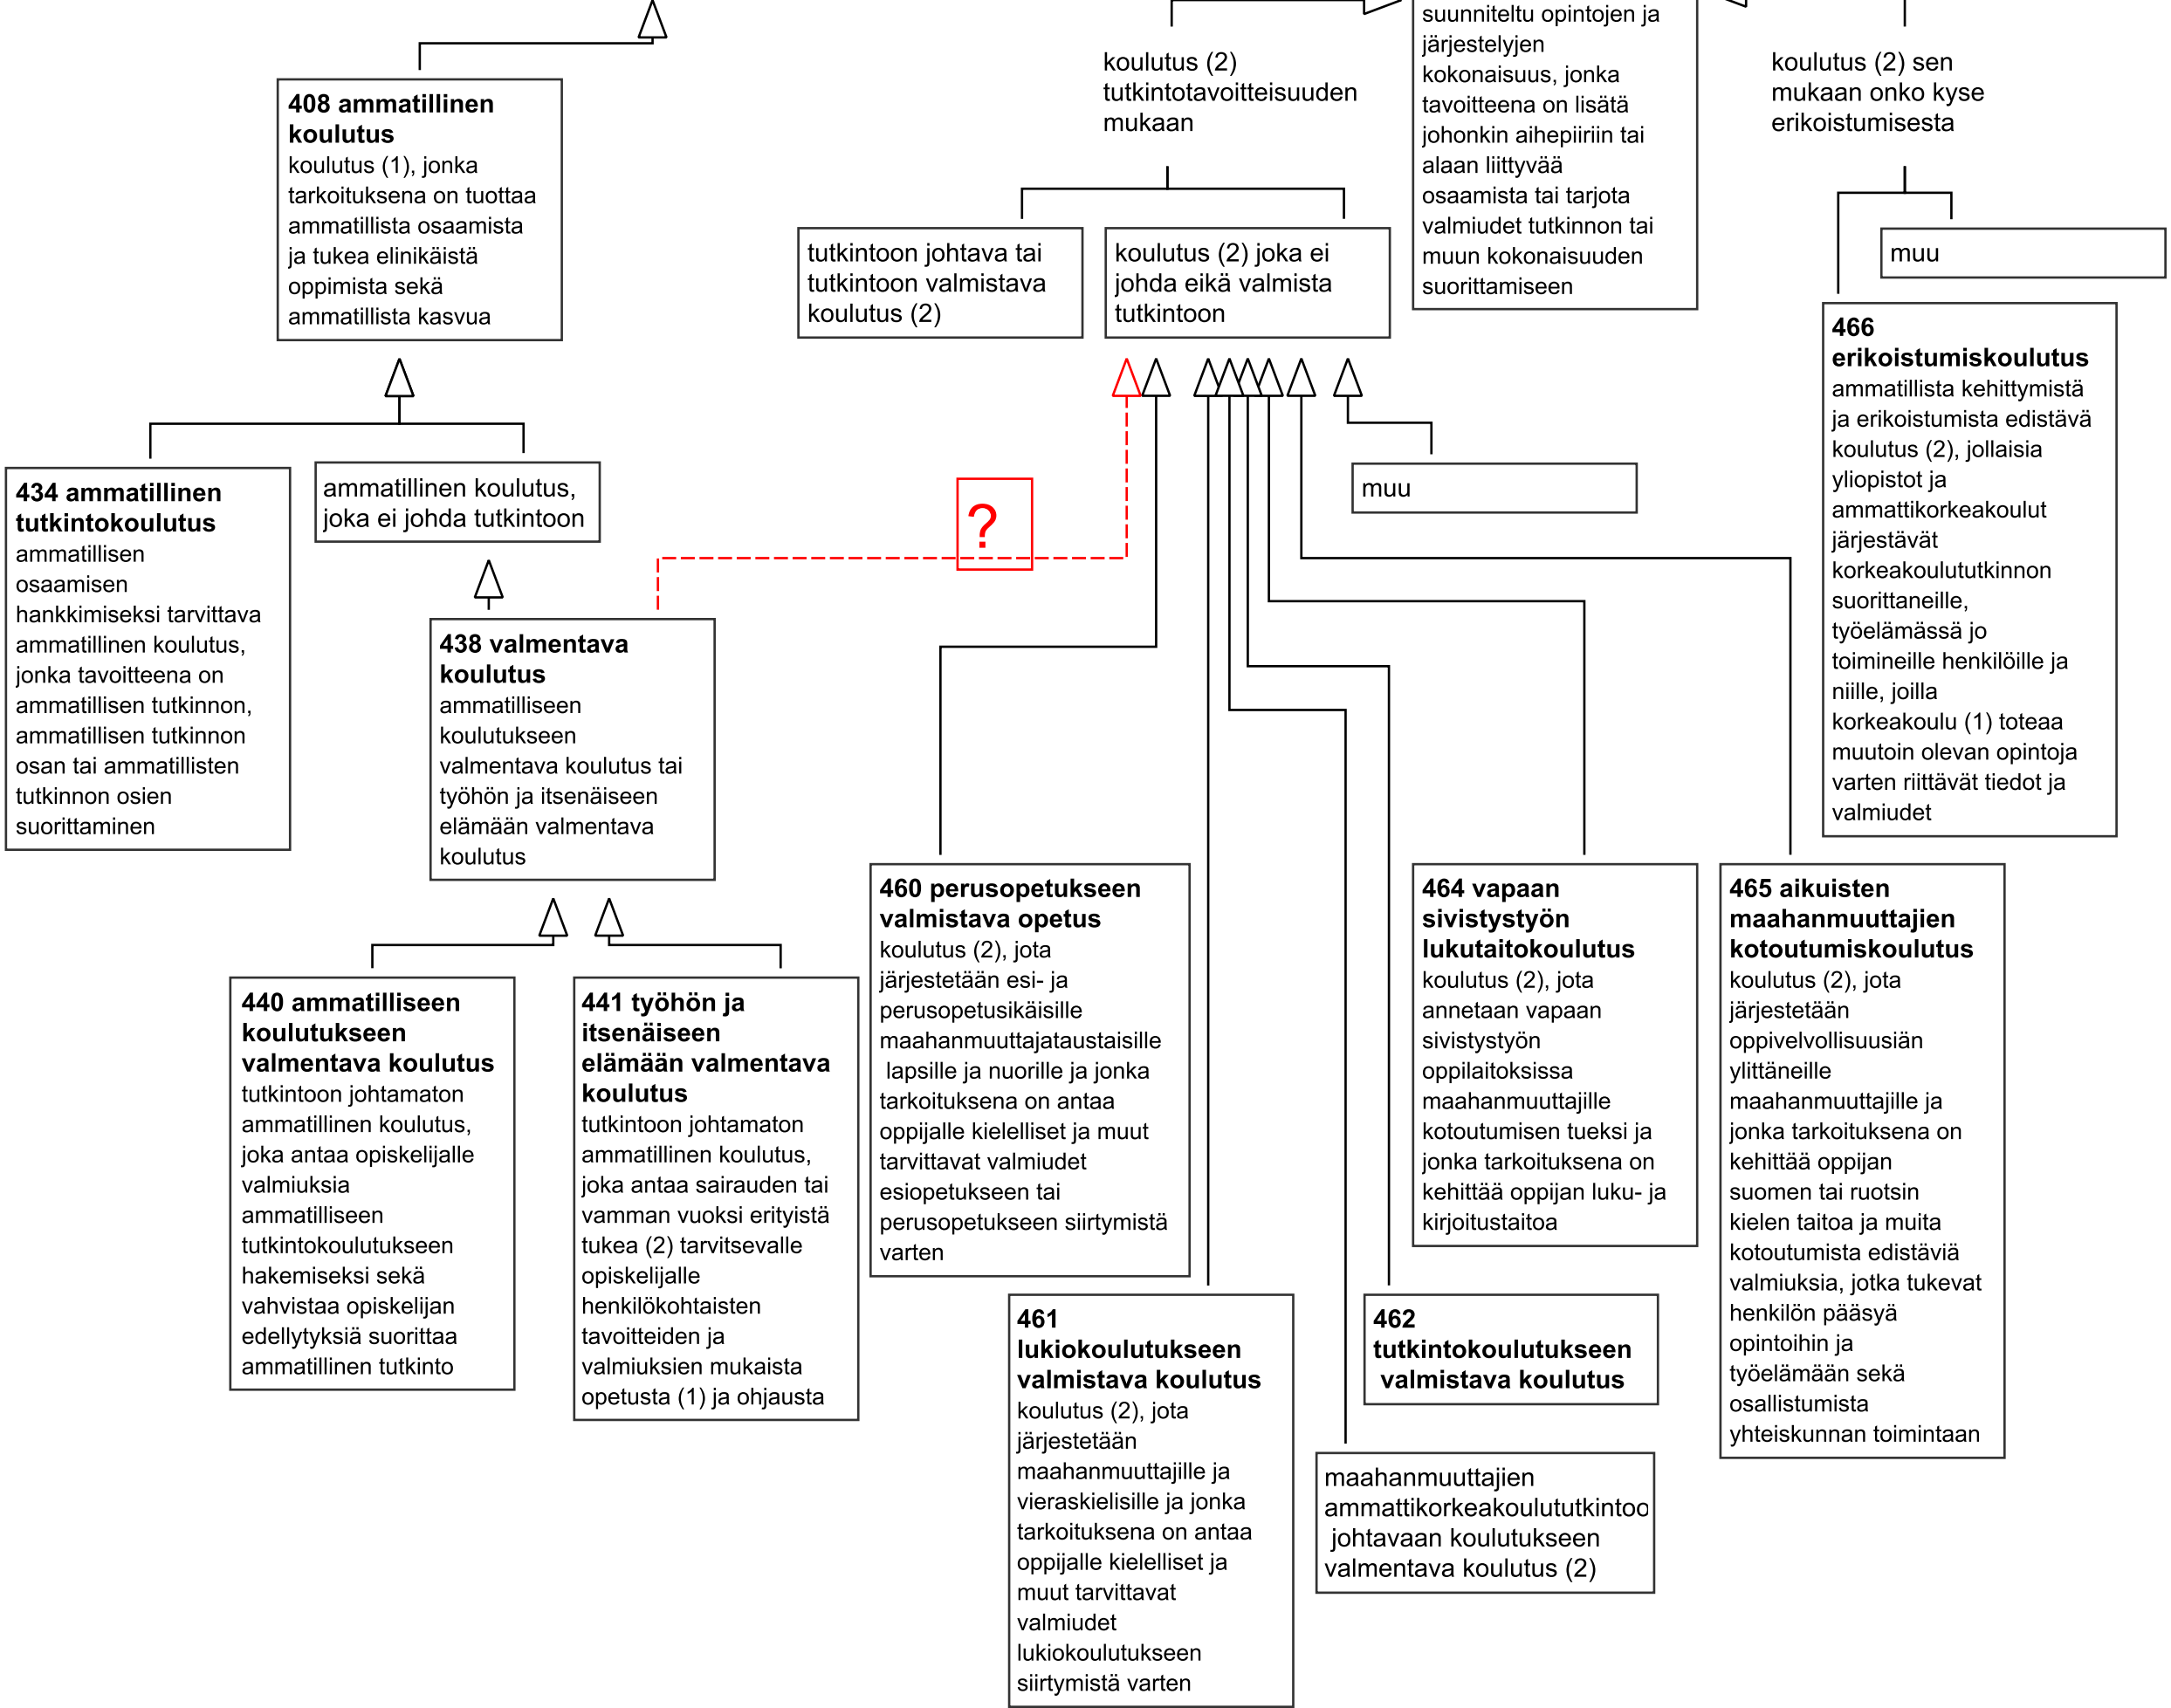 suunniteltu opintojen ja
järjestelyjen
kokonaisuus, jonka
tavoitteena on lisätä
johonkin aihepiiriin tai
alaan liittyvää
osaamista tai tarjota
valmiudet tutkinnon tai
muun kokonaisuuden
suorittamiseen
koulutus (2)
tutkintotavoitteisuuden
mukaan
koulutus (2) sen
mukaan onko kyse
erikoistumisesta
408 ammatillinen
koulutus
koulutus (1), jonka
tarkoituksena on tuottaa
ammatillista osaamista
ja tukea elinikäistä
oppimista sekä
ammatillista kasvua
tutkintoon johtava tai
tutkintoon valmistava
koulutus (2)
koulutus (2) joka ei
johda eikä valmista
tutkintoon
muu
466
erikoistumiskoulutus
ammatillista kehittymistä
ja erikoistumista edistävä
koulutus (2), jollaisia
yliopistot ja
ammattikorkeakoulut
järjestävät
korkeakoulututkinnon
suorittaneille,
työelämässä jo
toimineille henkilöille ja
niille, joilla
korkeakoulu (1) toteaa
muutoin olevan opintoja
varten riittävät tiedot ja
valmiudet
434 ammatillinen
tutkintokoulutus
ammatillisen
osaamisen
hankkimiseksi tarvittava
ammatillinen koulutus,
jonka tavoitteena on
ammatillisen tutkinnon,
ammatillisen tutkinnon
osan tai ammatillisten
tutkinnon osien
suorittaminen
ammatillinen koulutus,
joka ei johda tutkintoon
?
muu
438 valmentava
koulutus
ammatilliseen
koulutukseen
valmentava koulutus tai
työhön ja itsenäiseen
elämään valmentava
koulutus
440 ammatilliseen
koulutukseen
valmentava koulutus
tutkintoon johtamaton
ammatillinen koulutus,
joka antaa opiskelijalle
valmiuksia
ammatilliseen
tutkintokoulutukseen
hakemiseksi sekä
vahvistaa opiskelijan
edellytyksiä suorittaa
ammatillinen tutkinto
441 työhön ja
itsenäiseen
elämään valmentava
koulutus
tutkintoon johtamaton
ammatillinen koulutus,
joka antaa sairauden tai
vamman vuoksi erityistä
tukea (2) tarvitsevalle
opiskelijalle
henkilökohtaisten
tavoitteiden ja
valmiuksien mukaista
opetusta (1) ja ohjausta
460 perusopetukseen
valmistava opetus
koulutus (2), jota
järjestetään esi- ja
perusopetusikäisille
maahanmuuttajataustaisille
lapsille ja nuorille ja jonka
tarkoituksena on antaa
oppijalle kielelliset ja muut
tarvittavat valmiudet
esiopetukseen tai
perusopetukseen siirtymistä
varten
464 vapaan
sivistystyön
lukutaitokoulutus
koulutus (2), jota
annetaan vapaan
sivistystyön
oppilaitoksissa
maahanmuuttajille
kotoutumisen tueksi ja
jonka tarkoituksena on
kehittää oppijan luku- ja
kirjoitustaitoa
465 aikuisten
maahanmuuttajien
kotoutumiskoulutus
koulutus (2), jota
järjestetään
oppivelvollisuusiän
ylittäneille
maahanmuuttajille ja
jonka tarkoituksena on
kehittää oppijan
suomen tai ruotsin
kielen taitoa ja muita
kotoutumista edistäviä
valmiuksia, jotka tukevat
henkilön pääsyä
opintoihin ja
työelämään sekä
osallistumista
yhteiskunnan toimintaan
461
lukiokoulutukseen
valmistava koulutus
koulutus (2), jota
järjestetään
maahanmuuttajille ja
vieraskielisille ja jonka
tarkoituksena on antaa
oppijalle kielelliset ja
muut tarvittavat
valmiudet
lukiokoulutukseen
siirtymistä varten
462
tutkintokoulutukseen
valmistava koulutus
maahanmuuttajien
ammattikorkeakoulututkintoo
johtavaan koulutukseen
valmentava koulutus (2)